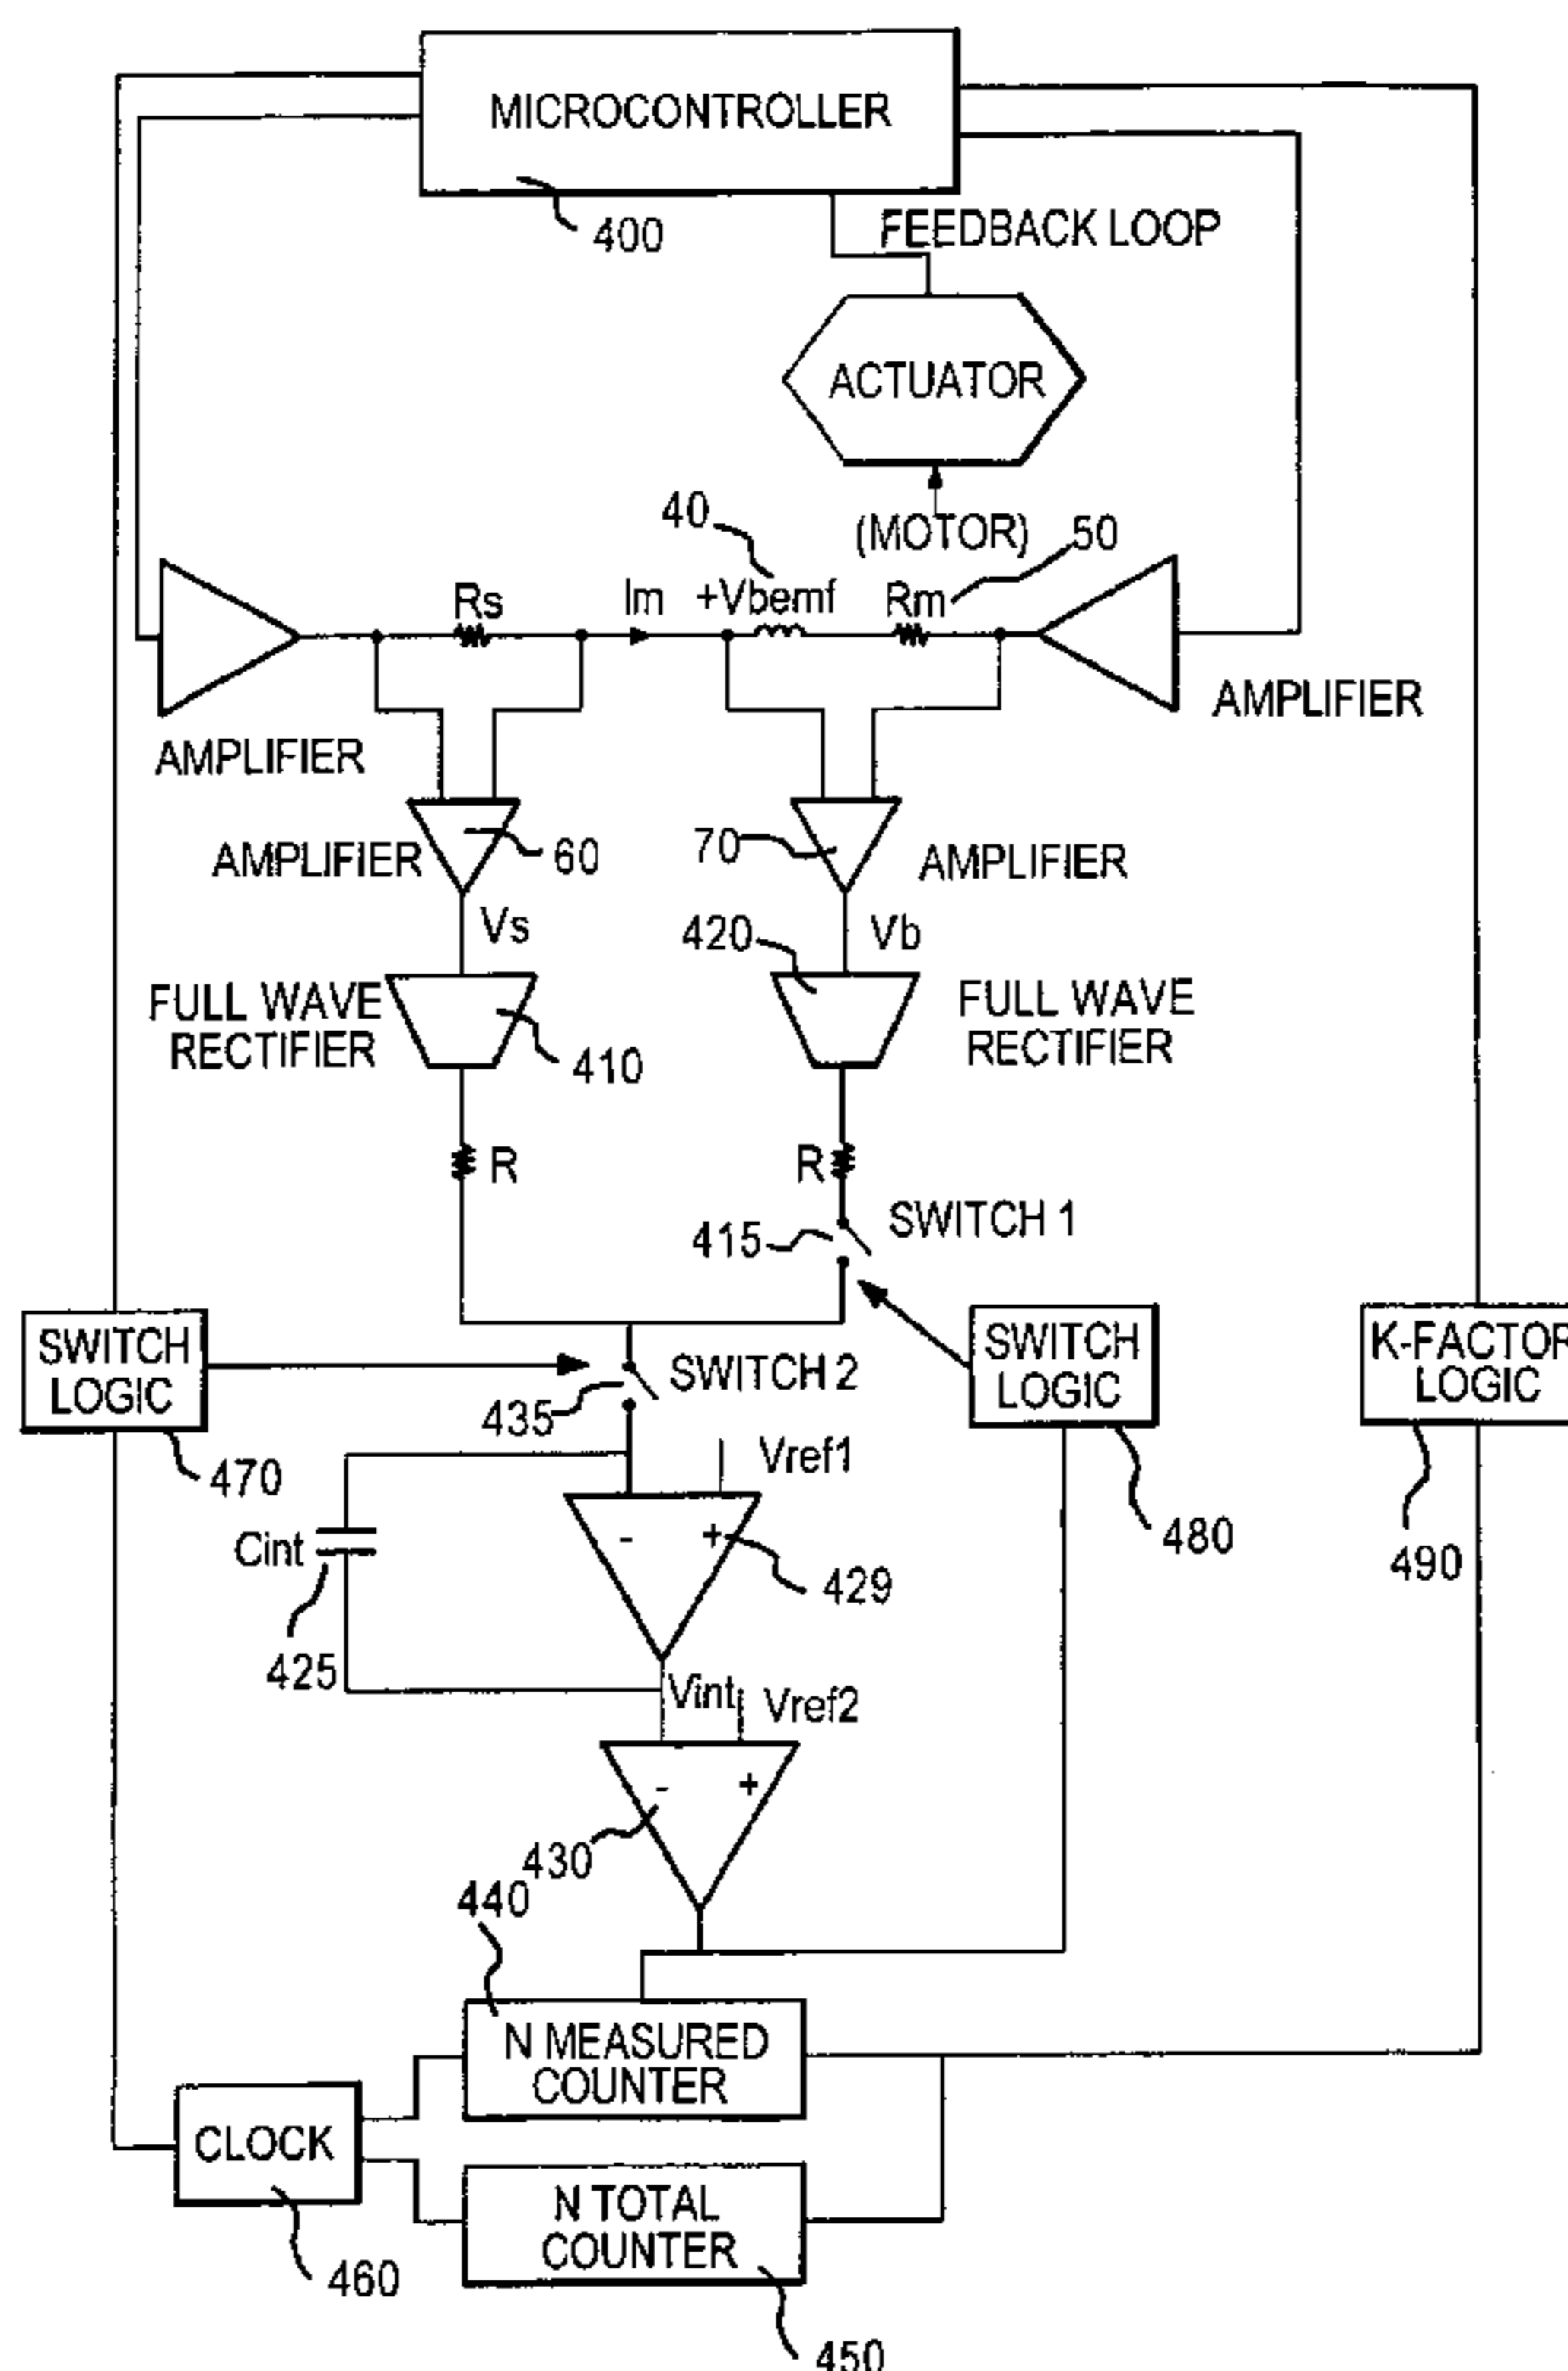 MICROCONTROLLER
400
FEEDBACK LOOP
ACTUATOR
40
(MOTOR)
50
Rs
Im
+Vbemf
Rm
AMPLIFIER
AMPLIFIER
AMPLIFIER
60
70
AMPLIFIER
Vs
420
Vb
FULL WAVE
RECTIFIER
410
FULL WAVE
RECTIFIER
R
R
415
SWITCH 1
SWITCH
LOGIC
470
SWITCH 2
435
SWITCH
LOGIC
480
K-FACTOR
LOGIC
490
Vref1
Cint
425
-
+
429
Vint
Vref2
-
+
430
440
N MEASURED
COUNTER
CLOCK
460
N TOTAL
COUNTER
450